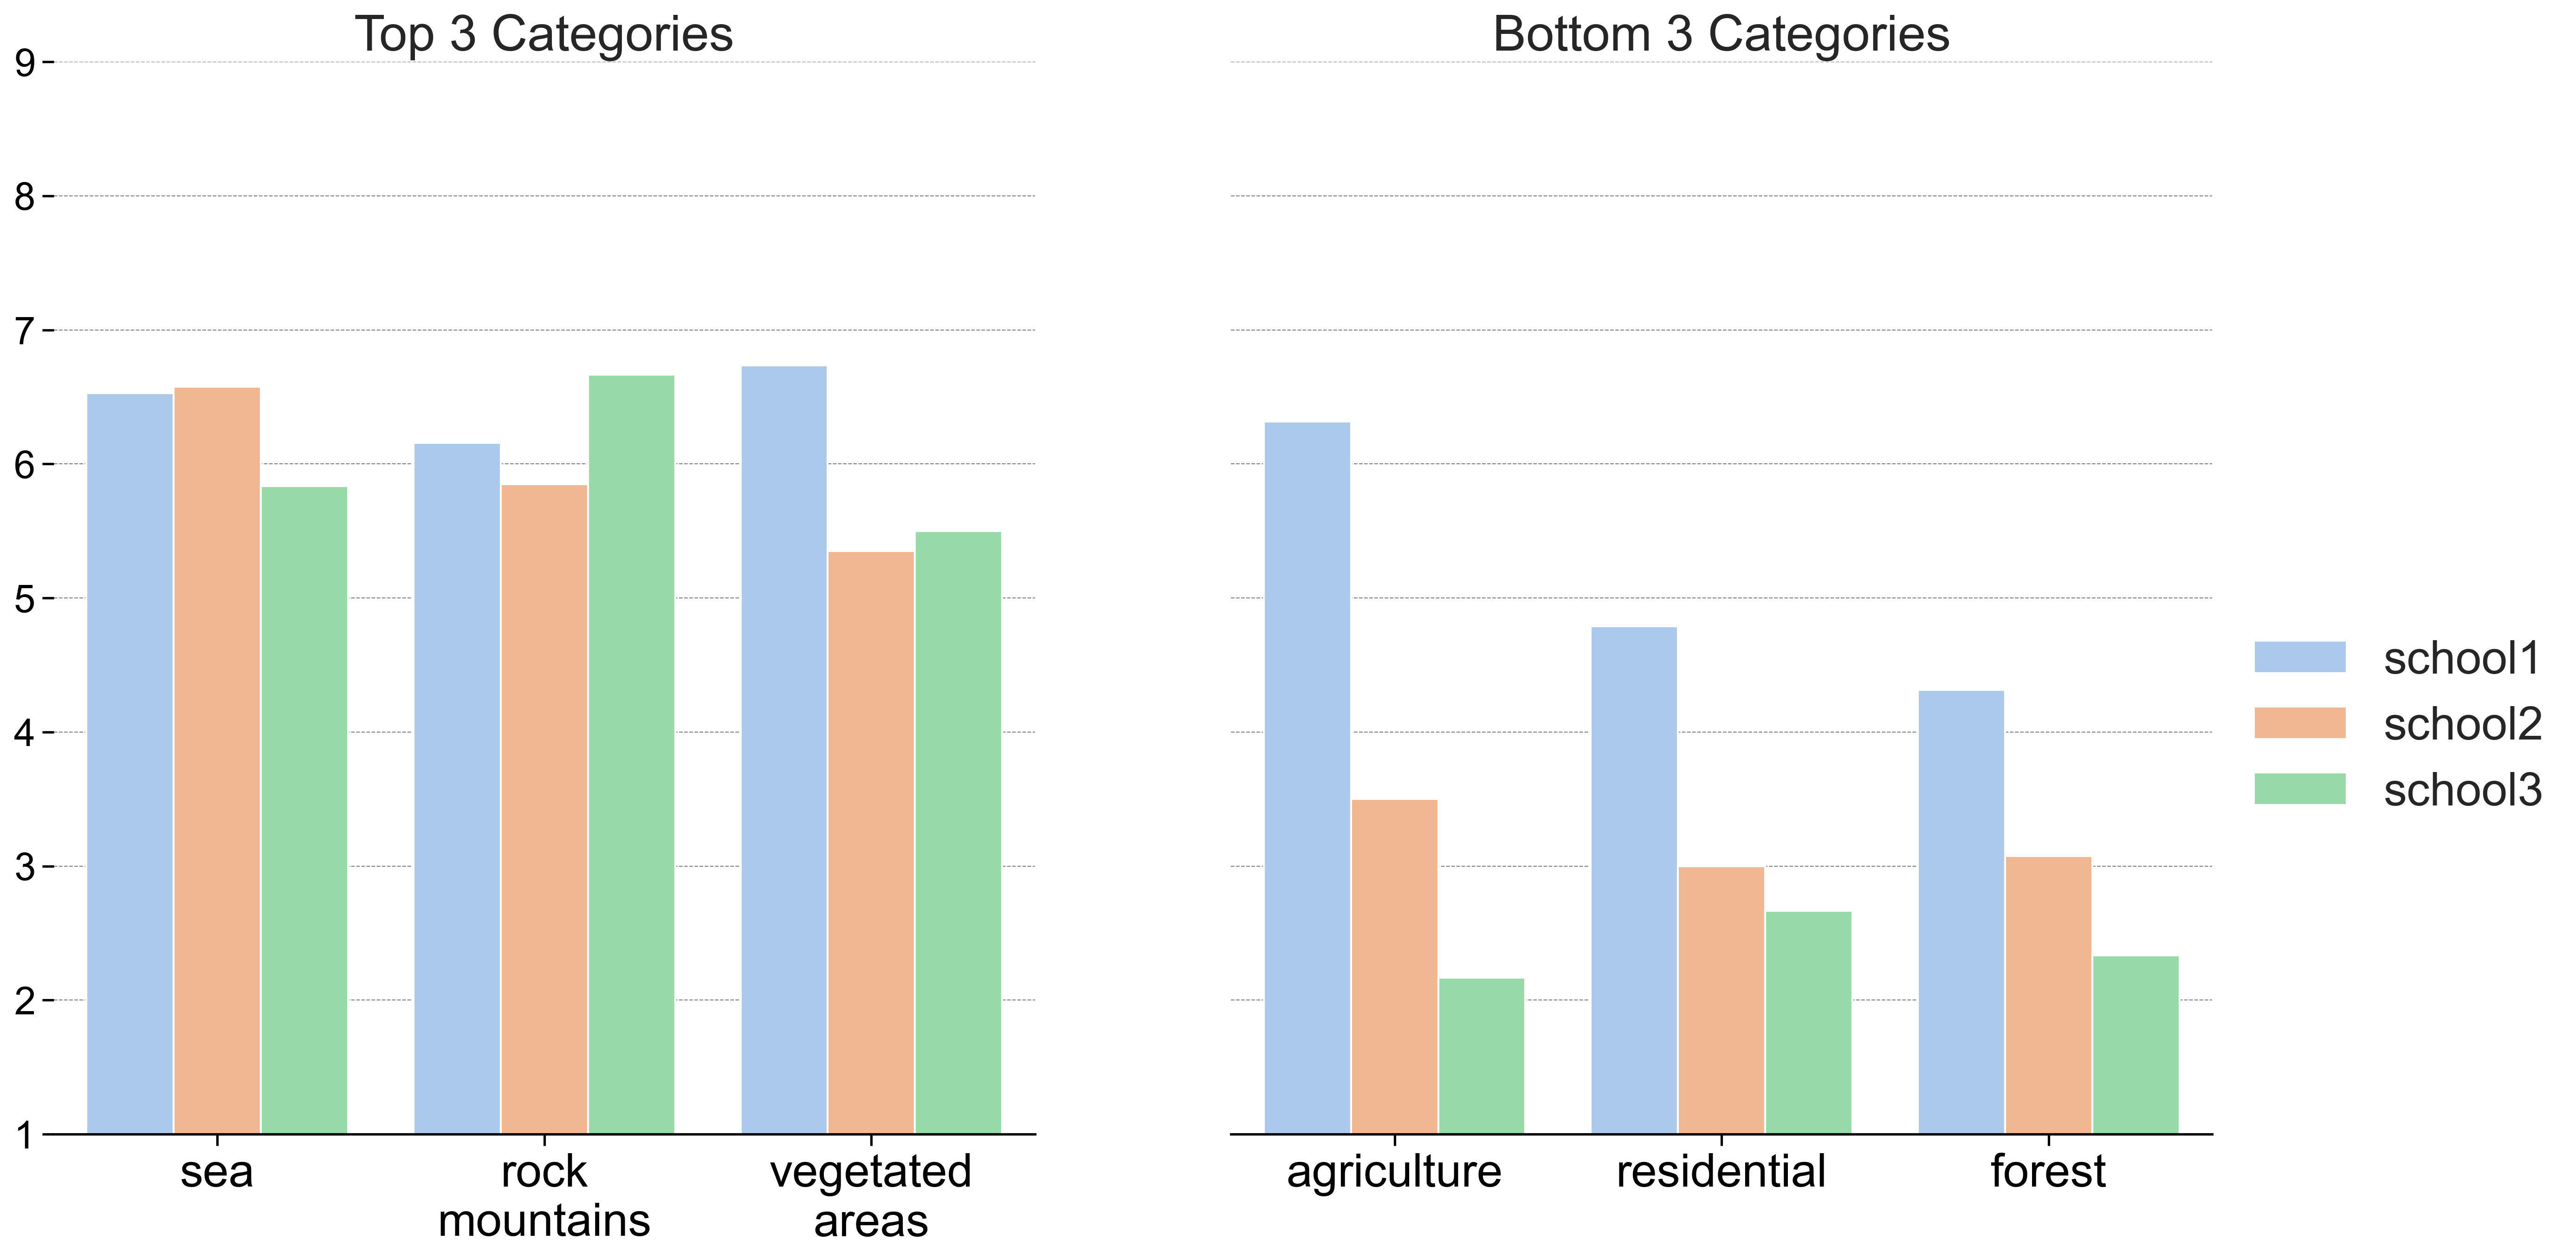 Top 3 Categories
Bottom 3 Categories
9
8
7
6
5
4
3
2
1
sea
rock
mountains
vegetated
areas
agriculture
residential
forest
school1
school2
school3